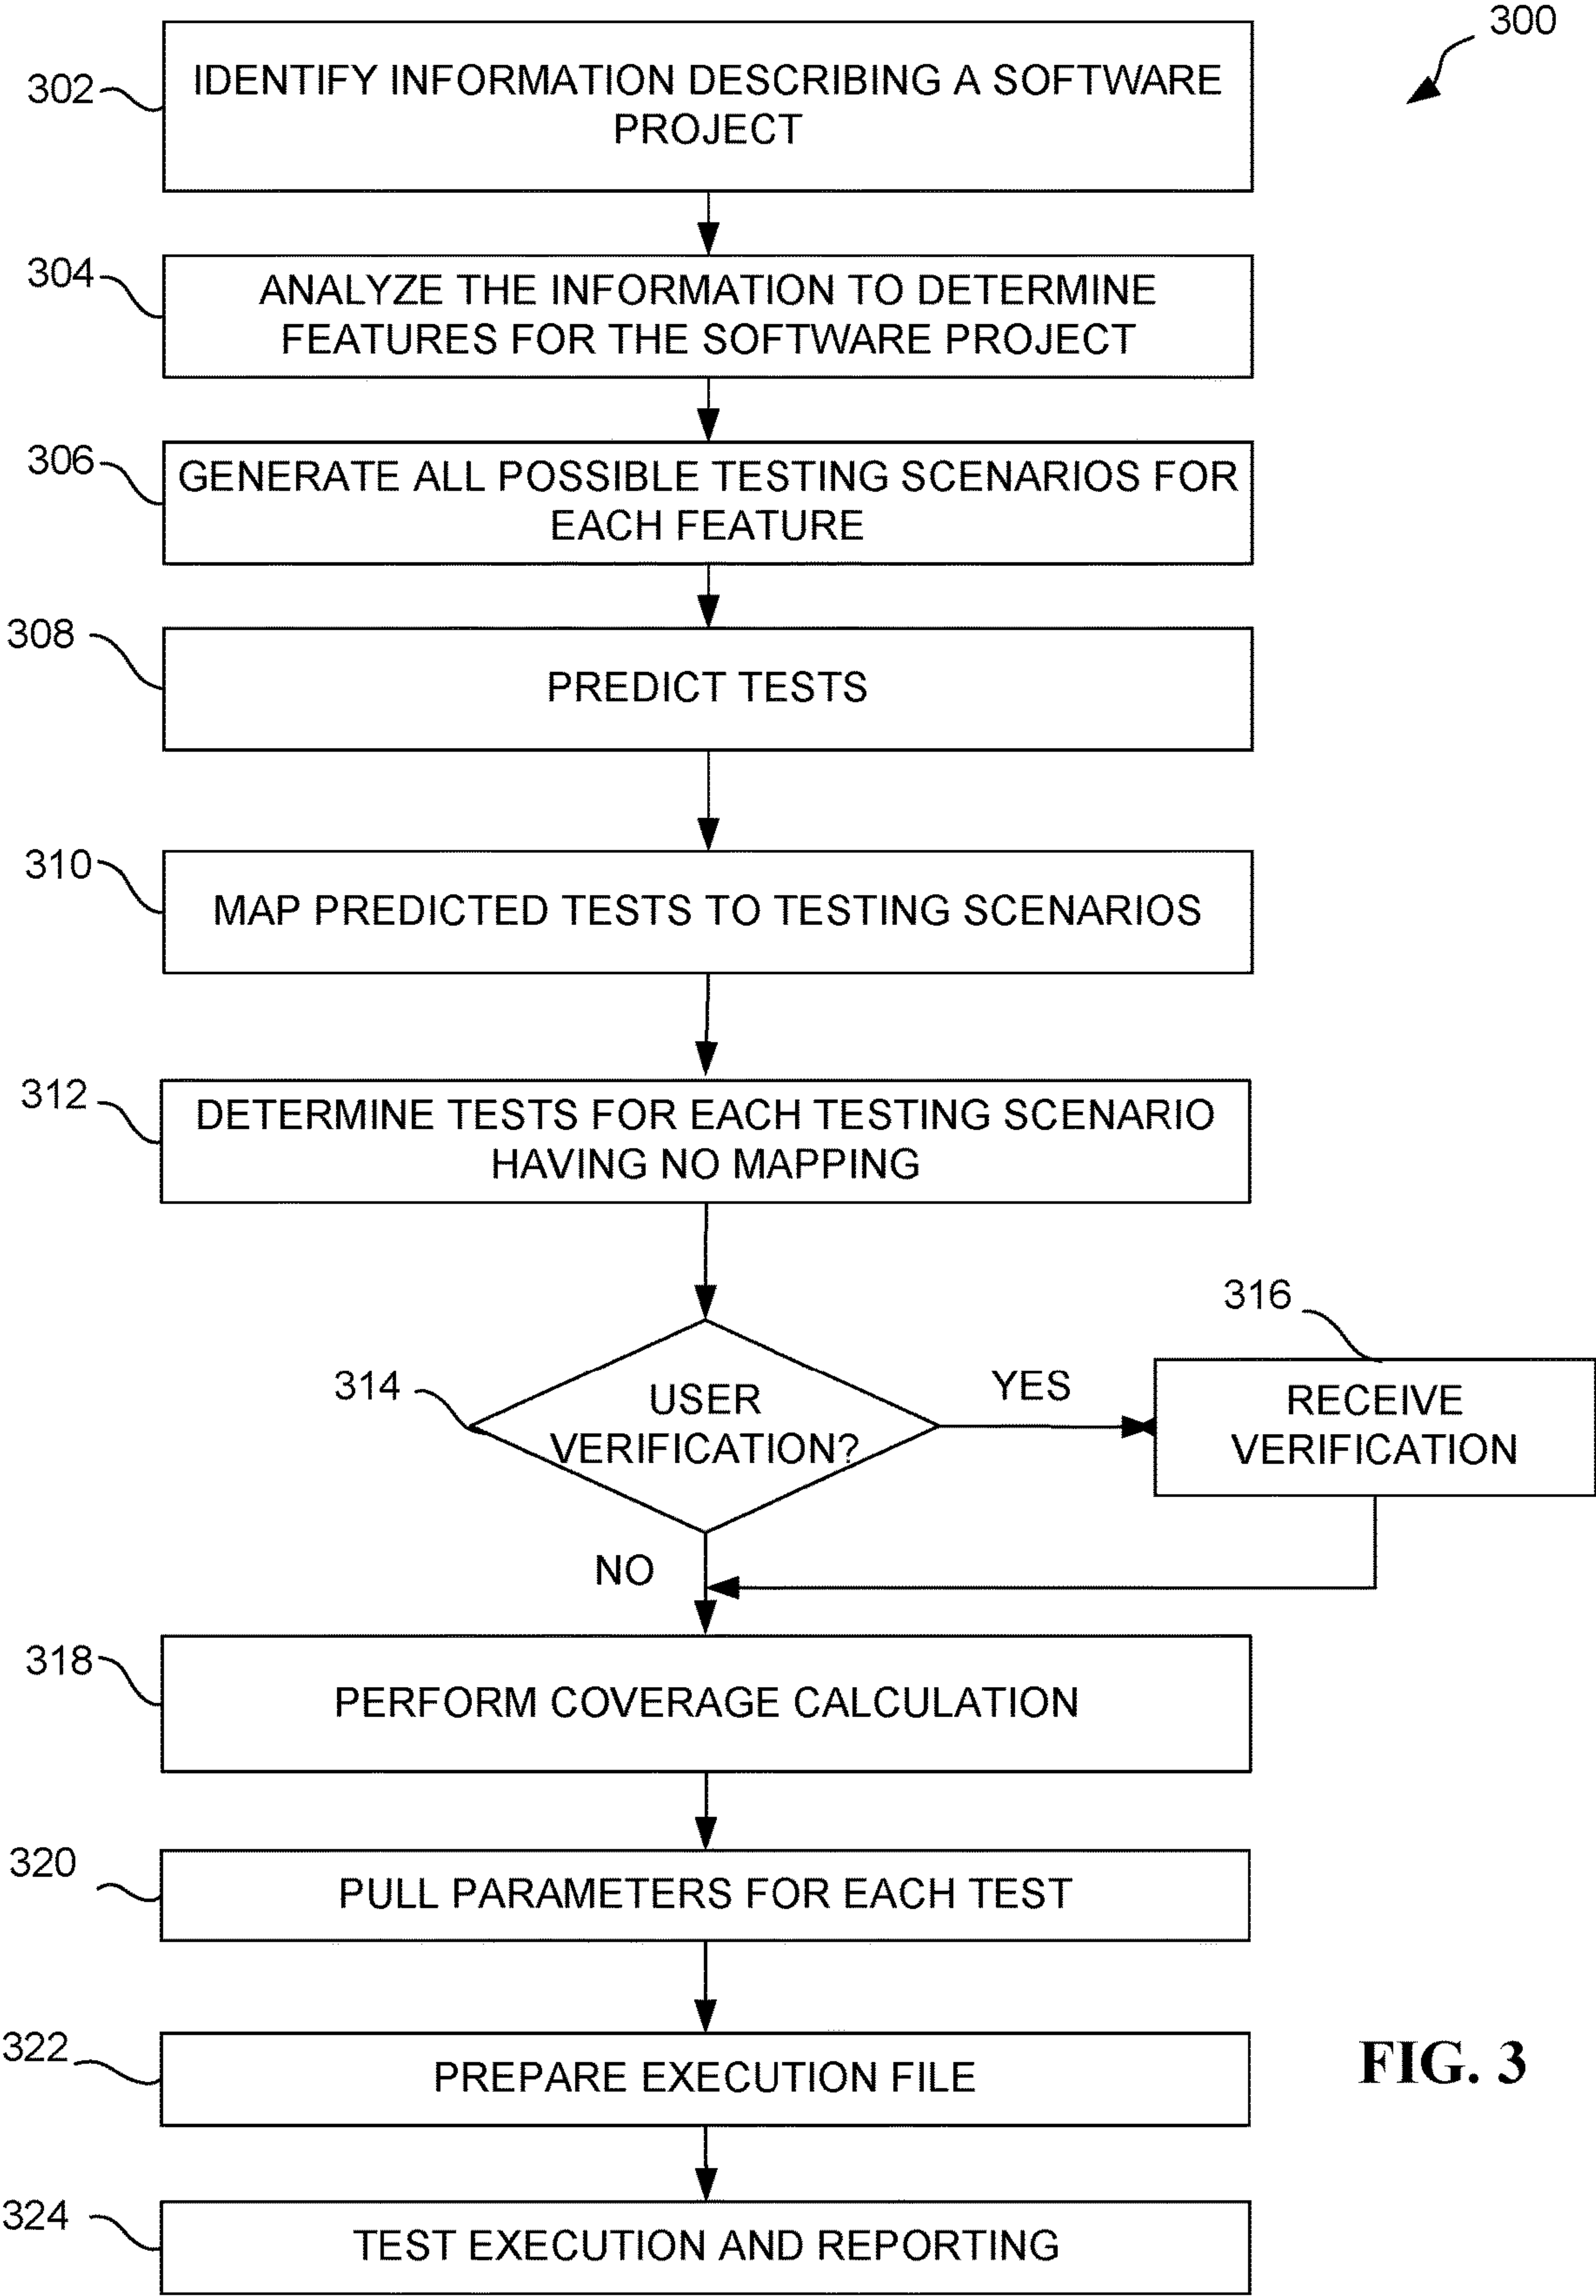 300
302
IDENTIFY INFORMATION DESCRIBING A SOFTWARE
PROJECT
304
ANALYZE THE INFORMATION TO DETERMINE
FEATURES FOR THE SOFTWARE PROJECT
306
GENERATE ALL POSSIBLE TESTING SCENARIOS FOR
EACH FEATURE
308
PREDICT TESTS
310
MAP PREDICTED TESTS TO TESTING SCENARIOS
312
DETERMINE TESTS FOR EACH TESTING SCENARIO
HAVING NO MAPPING
314
USER
VERIFICATION?
YES
316
RECEIVE
VERIFICATION
NO
318
PERFORM COVERAGE CALCULATION
320
PULL PARAMETERS FOR EACH TEST
322
PREPARE EXECUTION FILE
FIG. 3
324
TEST EXECUTION AND REPORTING